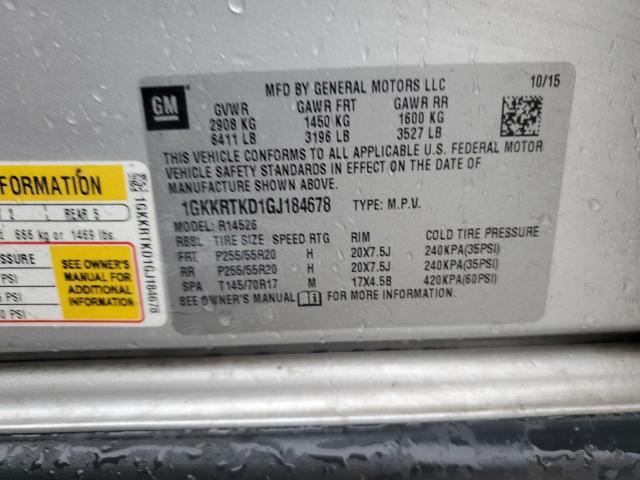 GM
MFD BY GENERAL MOTORS LLC 10/15
GVWR GAWR FRT GAWR RR
2908 KG 1450 KG 1600 KG
6411 LB 3196 LB 3527 LB
THIS VEHICLE CONFORMS TO ALL APPLICABLE U.S. FEDERAL MOTOR
VEHICLE SAFETY STANDARDS IN EFFECT ON THE DATE OF
MANUFACTURE SHOWN ABOVE.
1GKKRTKD1GJ184678 TYPE: M.P.V.
MODEL: R14526
RBBL TIRE SIZE SPEED RTG RIM COLD TIRE PRESSURE
FRT P255/55R20 H 20X7.5J 240KPA(35PSI)
RR P255/55R20 H 20X7.5J 240KPA(35PSI)
SPA T145/70R17 M 17X4.5B 420KPA(60PSI)
SEE OWNER'S MANUAL FOR MORE INFORMATION.
FORMATION
2 REAR 5
666 kg or 1469 lbs.
SSURE
PSI
PSI
0 PSI
SEE OWNER'S
MANUAL FOR
ADDITIONAL
INFORMATION
1GKKRTKD1GJ184678